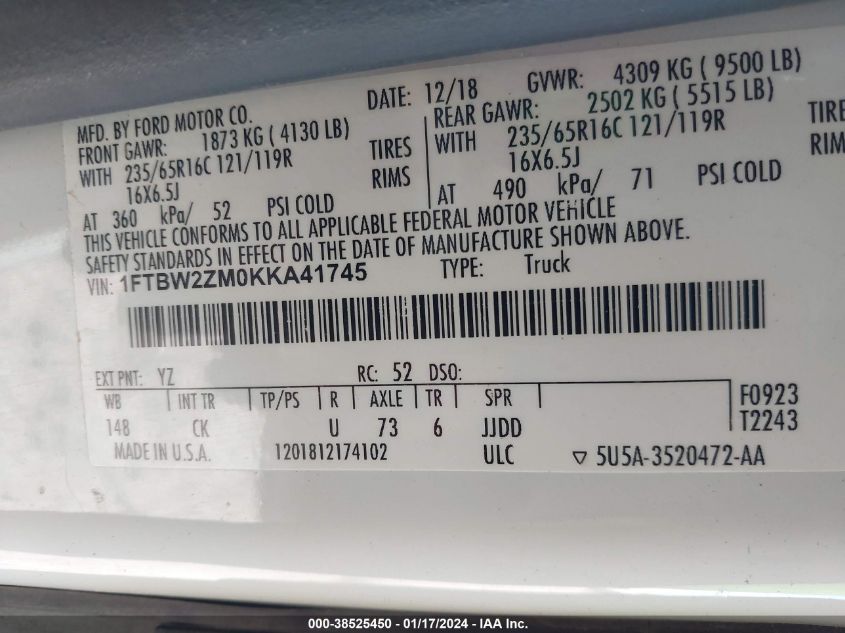 MFD. BY FORD MOTOR CO. DATE: 12/18 GVWR: 4309 KG ( 9500 LB)
FRONT GAWR: 1873 KG ( 4130 LB) REAR GAWR: 2502 KG ( 5515 LB)
WITH 235/65R16C 121/119R TIRES WITH 235/65R16C 121/119R TIRE
16X6.5J RIMS 16X6.5J RIM
AT 360 kPa/ 52 PSI COLD AT 490 kPa/ 71 PSI COLD
THIS VEHICLE CONFORMS TO ALL APPLICABLE FEDERAL MOTOR VEHICLE
SAFETY STANDARDS IN EFFECT ON THE DATE OF MANUFACTURE SHOWN ABOVE.
VIN: 1FTBW2ZM0KKA41745 TYPE: Truck
EXT PNT: YZ RC: 52 DSO:
WB INT TR TP/PS R AXLE TR SPR F0923
148 CK U 73 6 JJDD T2243
MADE IN U.S.A. 1201812174102 ULC ▽ 5U5A-3520472-AA
000-38525450 - 01/17/2024 - IAA Inc.